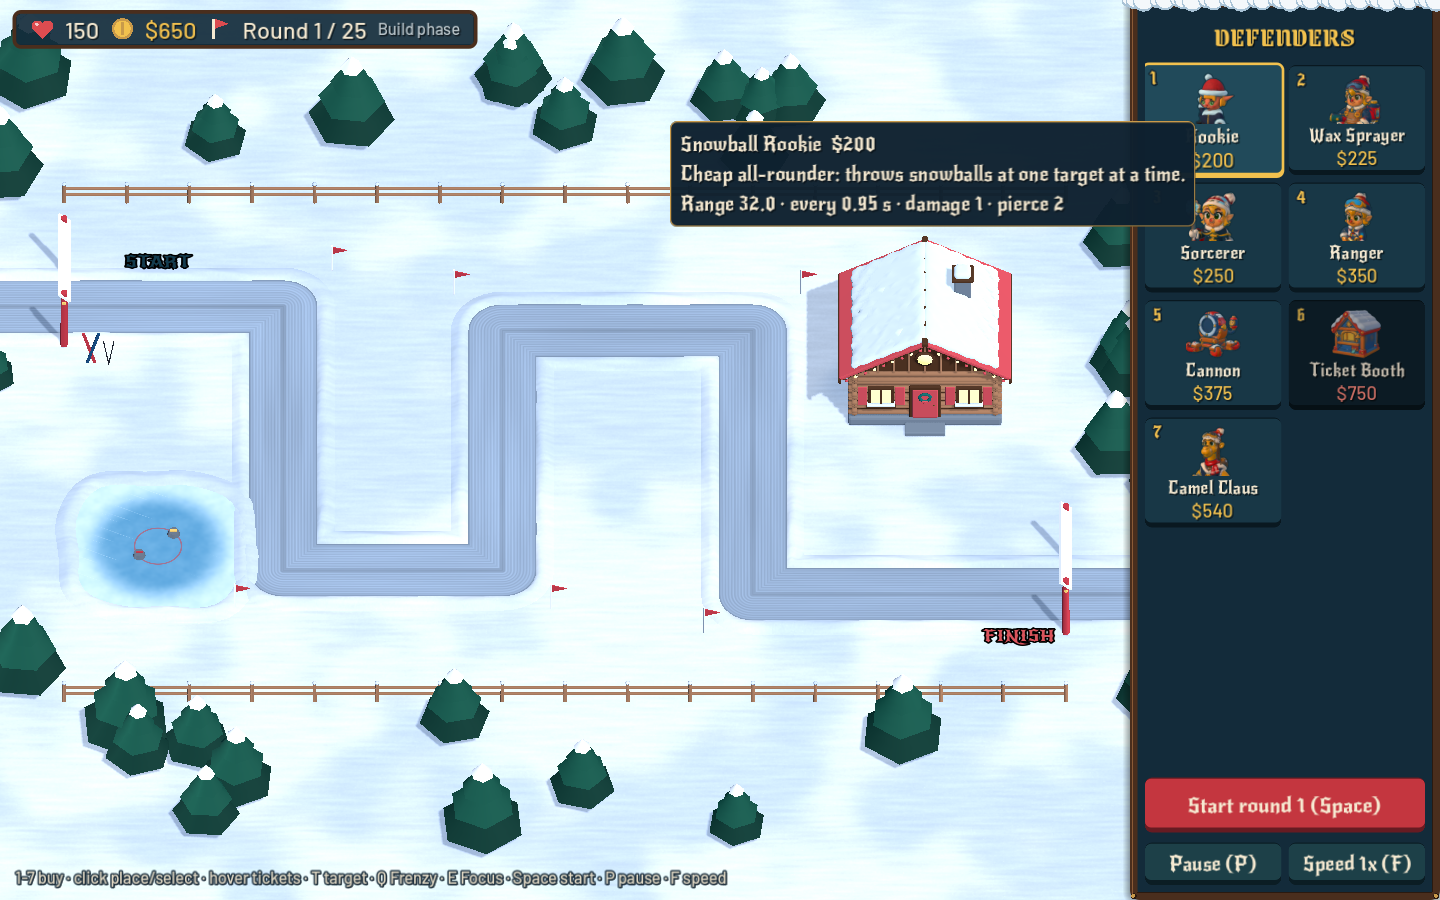 150 $650 Round 1 / 25 Build phase
DEFENDERS
1
ookie
$200
2
Wax Sprayer
$225
Snowball Rookie $200
Cheap all-rounder: throws snowballs at one target at a time.
Range 32.0 · every 0.95 s · damage 1 · pierce 2
Sorcerer
$250
4
Ranger
$350
START
5
Cannon
$375
6
Ticket Booth
$750
7
Camel Claus
$540
FINISH
Start round 1 (Space)
Pause (P)
Speed 1x (F)
1-7 buy · click place/select · hover tickets · T target · Q Frenzy · E Focus · Space start · P pause · F speed